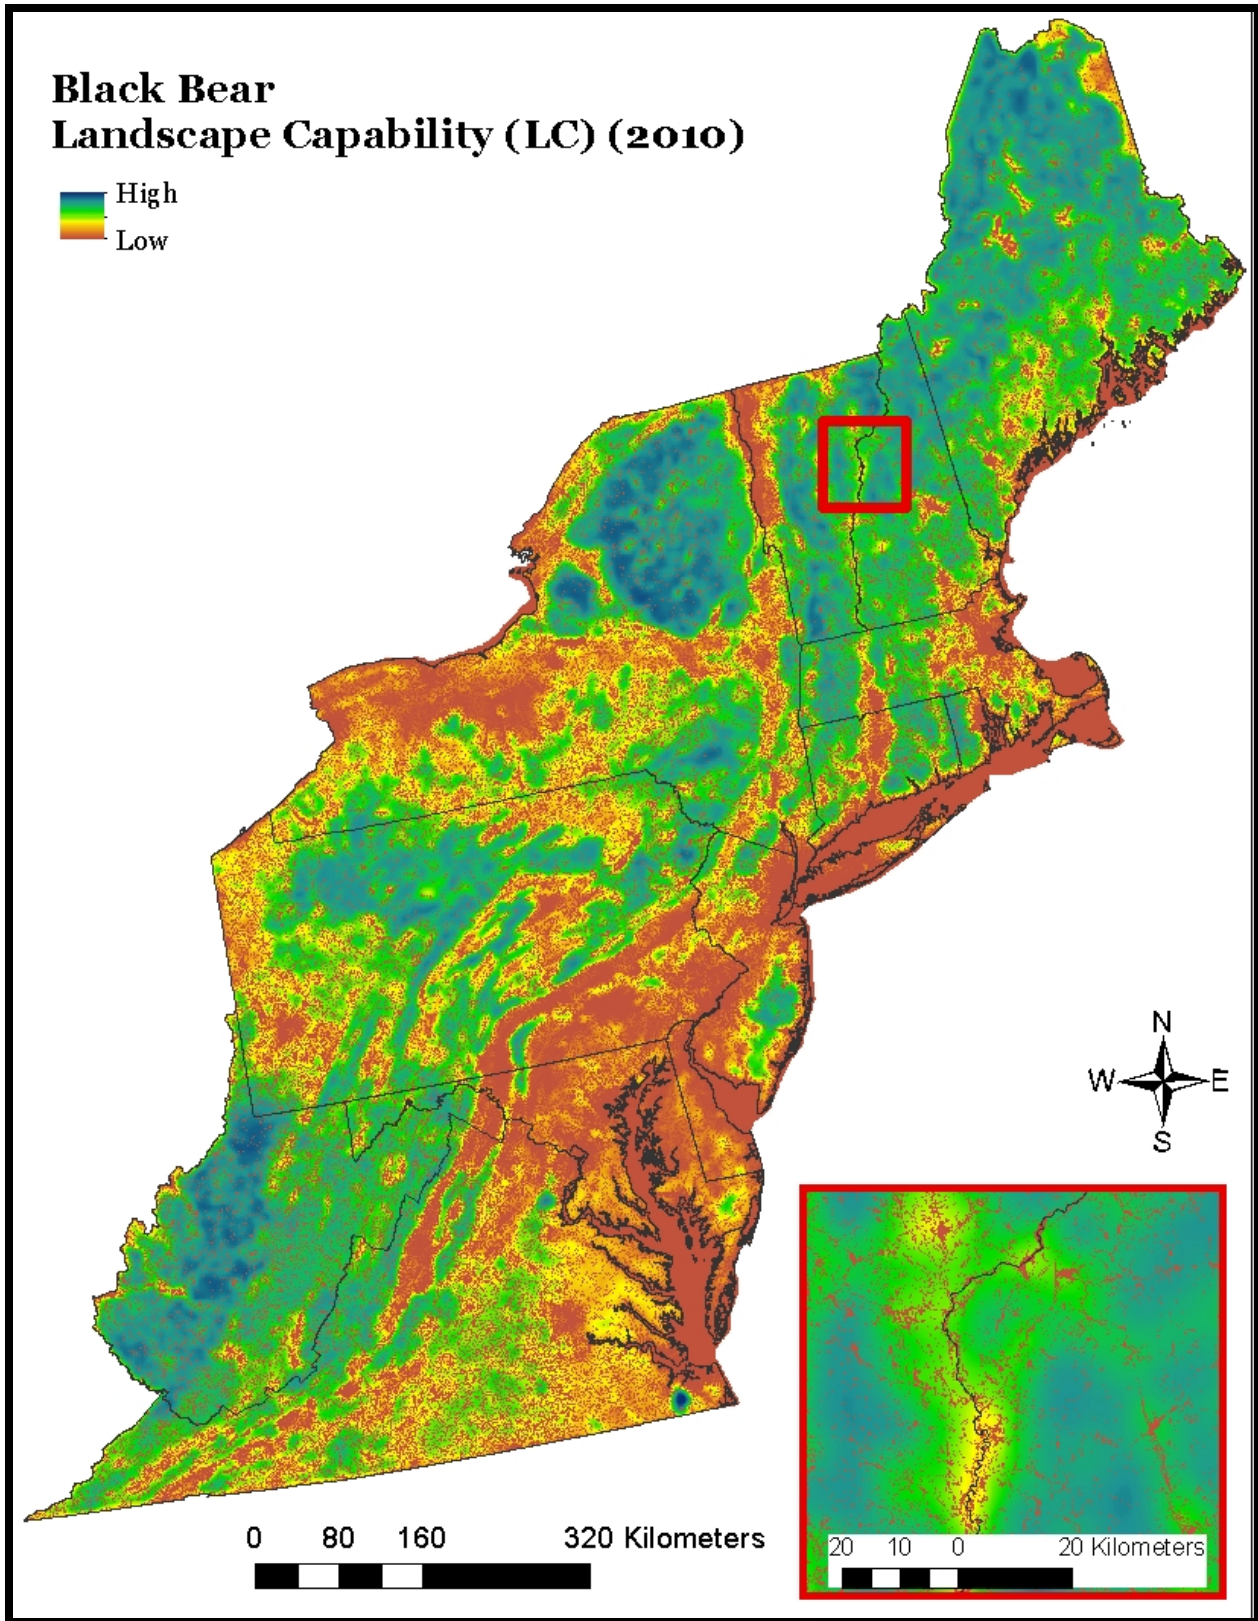 Black Bear
Landscape Capability (LC) (2010)
High
Low
N
W E
S
20 10 0 20 Kilometers
0 80 160 320 Kilometers